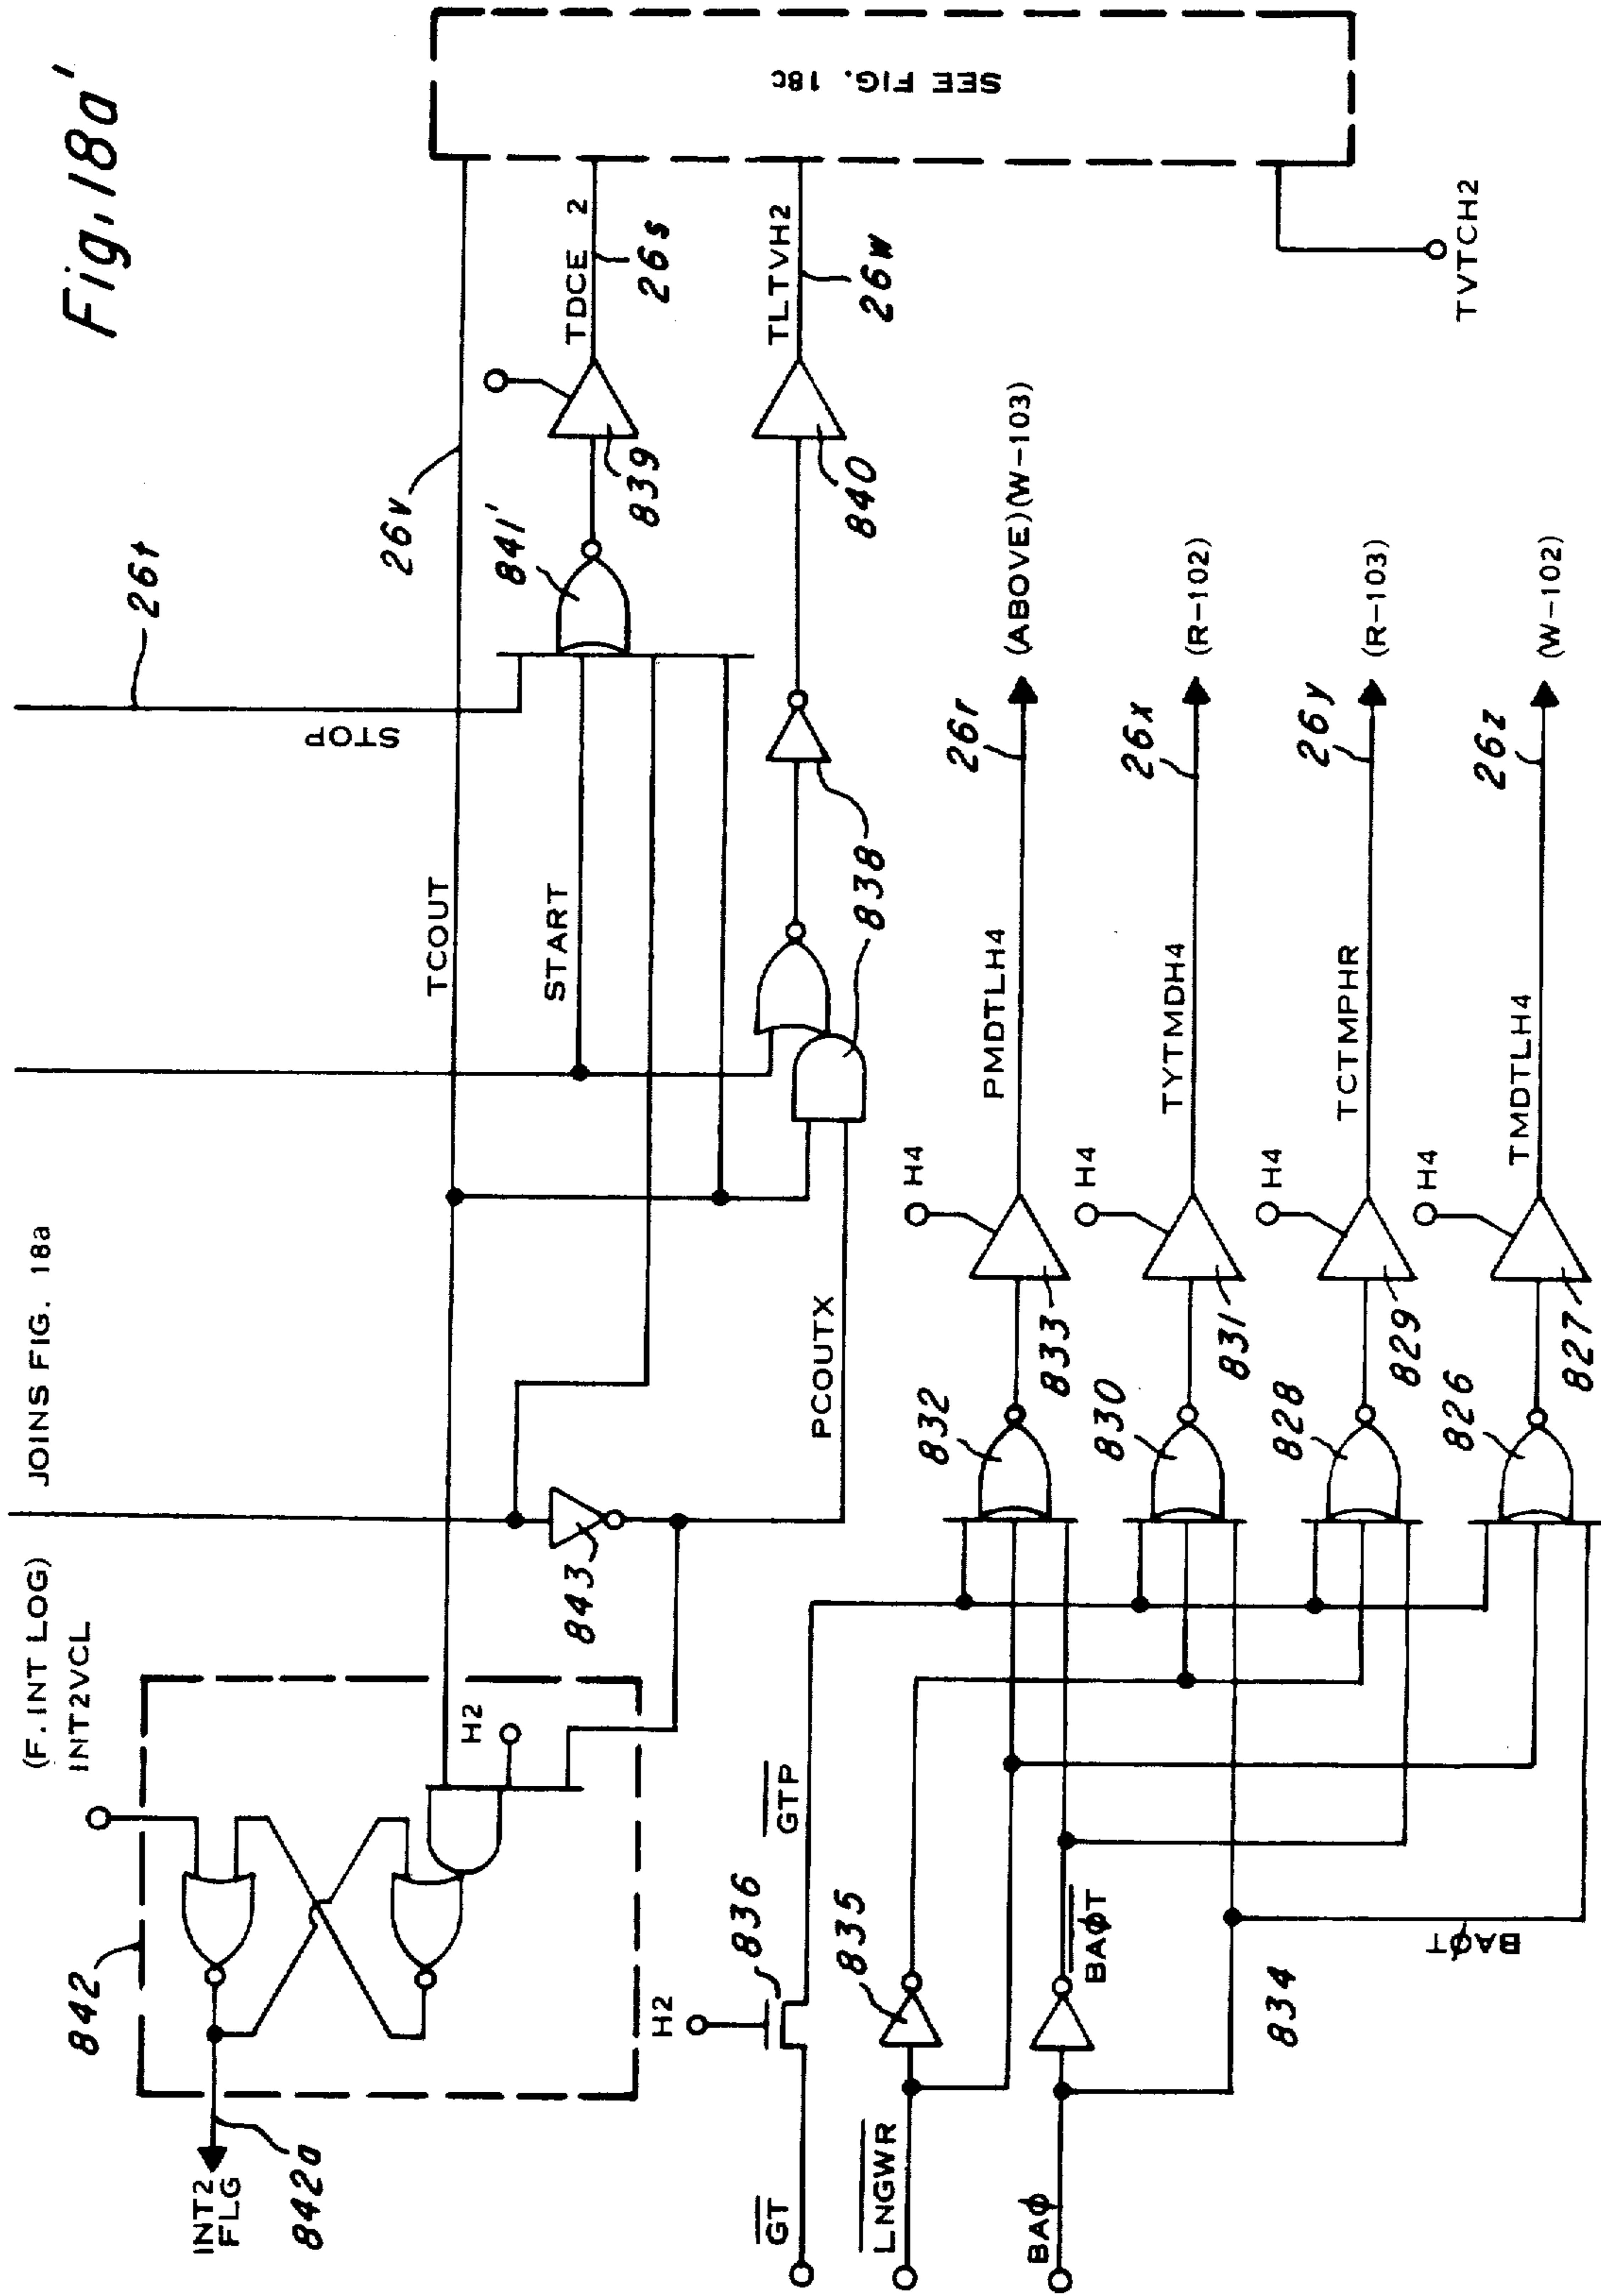 Fig. 18a'
JOINS FIG. 18a
(F. INT LOG)
INT2VCL
842
INT2
FLG
842a
H2
843
PCOUTX
TCOUT
START
STOP
26t
26v
841'
839
TDCE 2
26s
838
840
TLTVH2
26w
SEE FIG. 18c
TVTCH2
H2
836
GT
GTP
LNGWR
835
BAϕ
BAϕT
834
BAϕT
832
833
H4
PMDTLH4
26r
(ABOVE)(W-103)
830
831
H4
TYTMDH4
26x
(R-102)
828
829
H4
TCTMPHR
26y
(R-103)
826
827
H4
TMDTLH4
26z
(W-102)